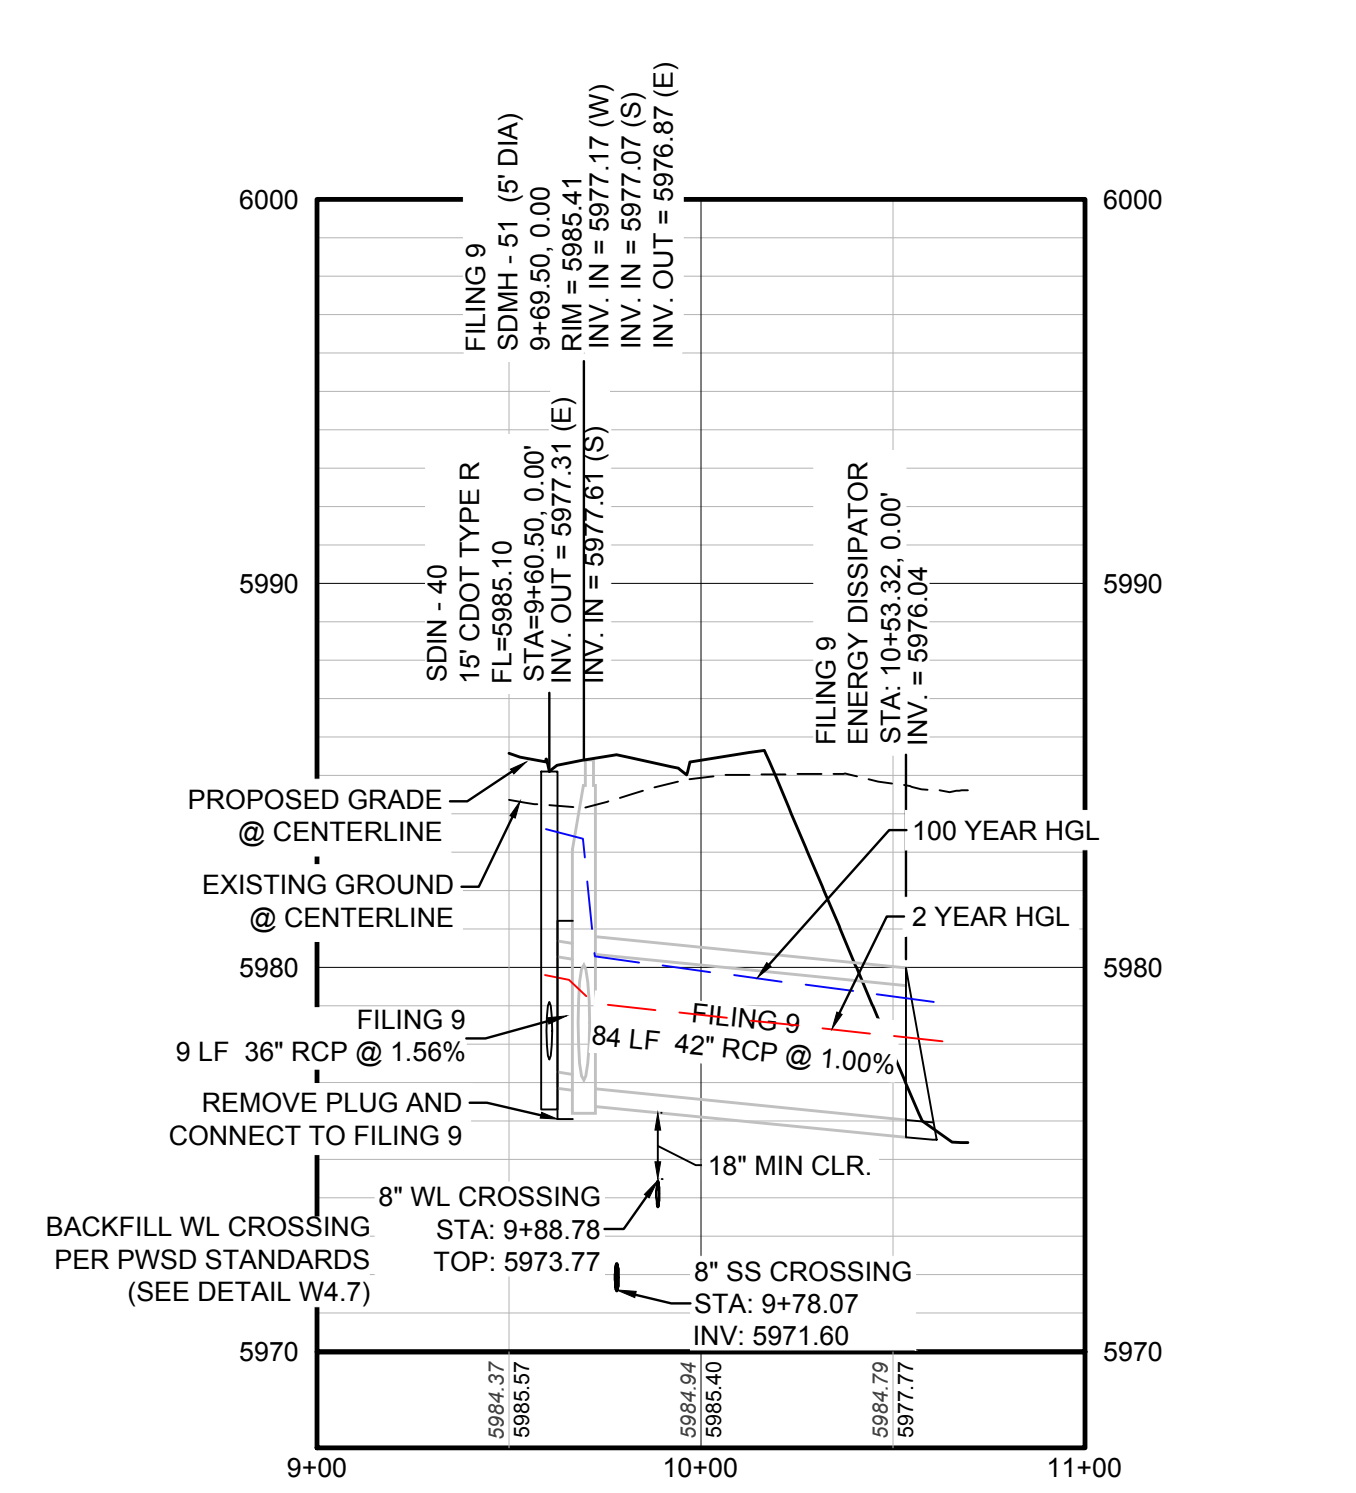 FILING 9
SDMH - 51 (5' DIA)
9+69.50, 0.00
RIM = 5985.41
INV. IN = 5977.17 (W)
INV. IN = 5977.07 (S)
INV. OUT = 5976.87 (E)
6000
6000
SDIN - 40
15' CDOT TYPE R
FL=5985.10
STA=9+60.50, 0.00'
INV. OUT = 5977.31 (E)
INV. IN = 5977.61 (S)
FILING 9
ENERGY DISSIPATOR
STA: 10+53.32, 0.00'
INV. = 5976.04
5990
5990
PROPOSED GRADE
@ CENTERLINE
100 YEAR HGL
EXISTING GROUND
@ CENTERLINE
2 YEAR HGL
5980
5980
FILING 9
9 LF 36" RCP @ 1.56%
FILING 9
84 LF 42" RCP @ 1.00%
REMOVE PLUG AND
CONNECT TO FILING 9
18" MIN CLR.
8" WL CROSSING
STA: 9+88.78
TOP: 5973.77
BACKFILL WL CROSSING
PER PWSD STANDARDS
(SEE DETAIL W4.7)
8" SS CROSSING
STA: 9+78.07
INV: 5971.60
5970
5970
5984.37
5985.57
5984.94
5985.40
5984.79
5977.77
9+00
10+00
11+00